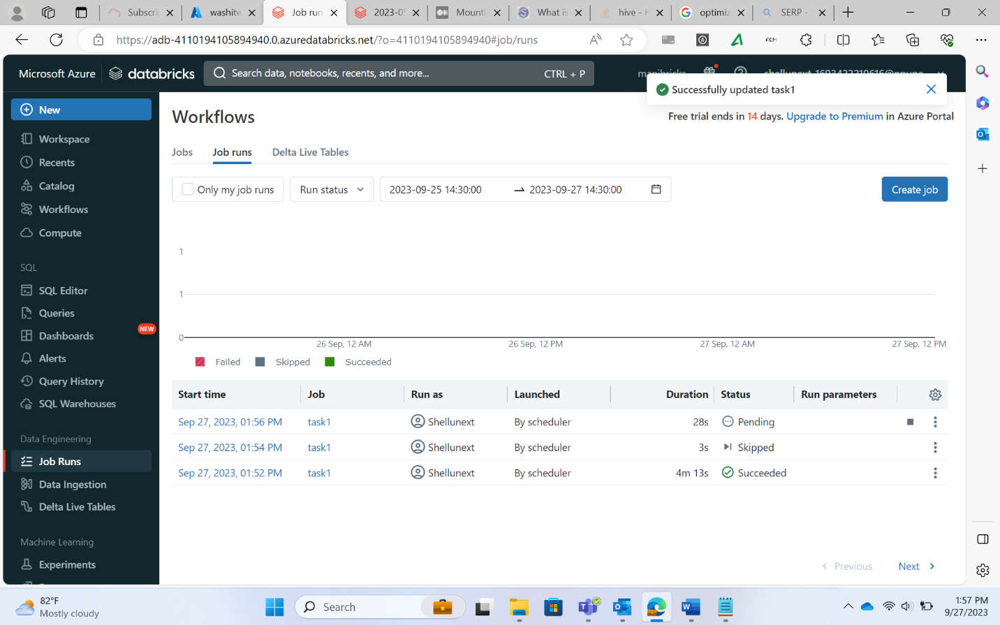 Subscrip
washitw
Job run
2023-09
Mounti
What is
hive - H
optimiz
SERP -
https://adb-4110194105894940.0.azuredatabricks.net/?o=4110194105894940#job/runs
FCM
Microsoft Azure
databricks
Search data, notebooks, recents, and more...
CTRL + P
manibricks
shellunext_1693422210616@npune
Successfully updated task1
New
Workspace
Recents
Catalog
Workflows
Compute
SQL
SQL Editor
Queries
Dashboards
NEW
Alerts
Query History
SQL Warehouses
Data Engineering
Job Runs
Data Ingestion
Delta Live Tables
Machine Learning
Experiments
Workflows
Free trial ends in 14 days. Upgrade to Premium in Azure Portal
Jobs Job runs Delta Live Tables
Only my job runs
Run status
2023-09-25 14:30:00 → 2023-09-27 14:30:00
Create job
1
1
0
26 Sep, 12 AM 26 Sep, 12 PM 27 Sep, 12 AM 27 Sep, 12 PM
Failed Skipped Succeeded
Start time Job Run as Launched Duration Status Run parameters
Sep 27, 2023, 01:56 PM task1 Shellunext By scheduler 28s Pending
Sep 27, 2023, 01:54 PM task1 Shellunext By scheduler 3s Skipped
Sep 27, 2023, 01:52 PM task1 Shellunext By scheduler 4m 13s Succeeded
Previous Next
82°F
Mostly cloudy
Search
1:57 PM
9/27/2023